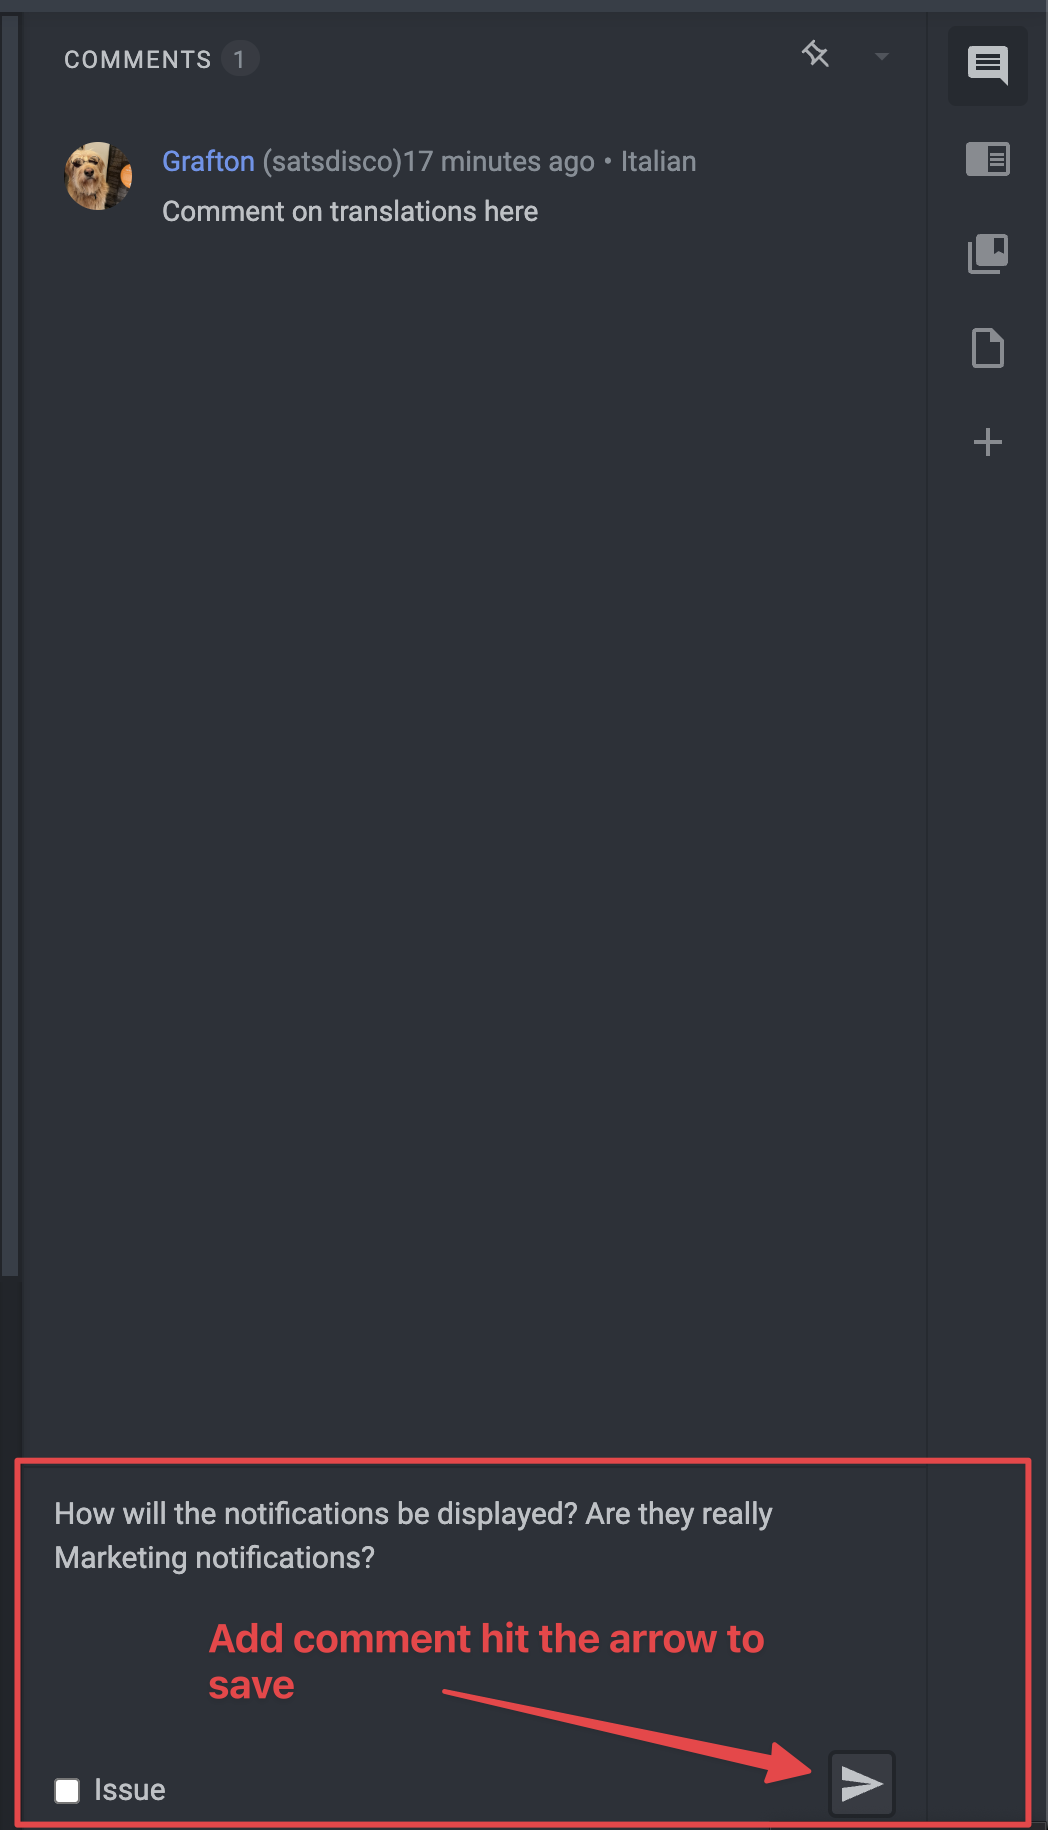 COMMENTS 1
Grafton (satsdisco)17 minutes ago • Italian
Comment on translations here
How will the notifications be displayed? Are they really
Marketing notifications?
Add comment hit the arrow to
save
Issue